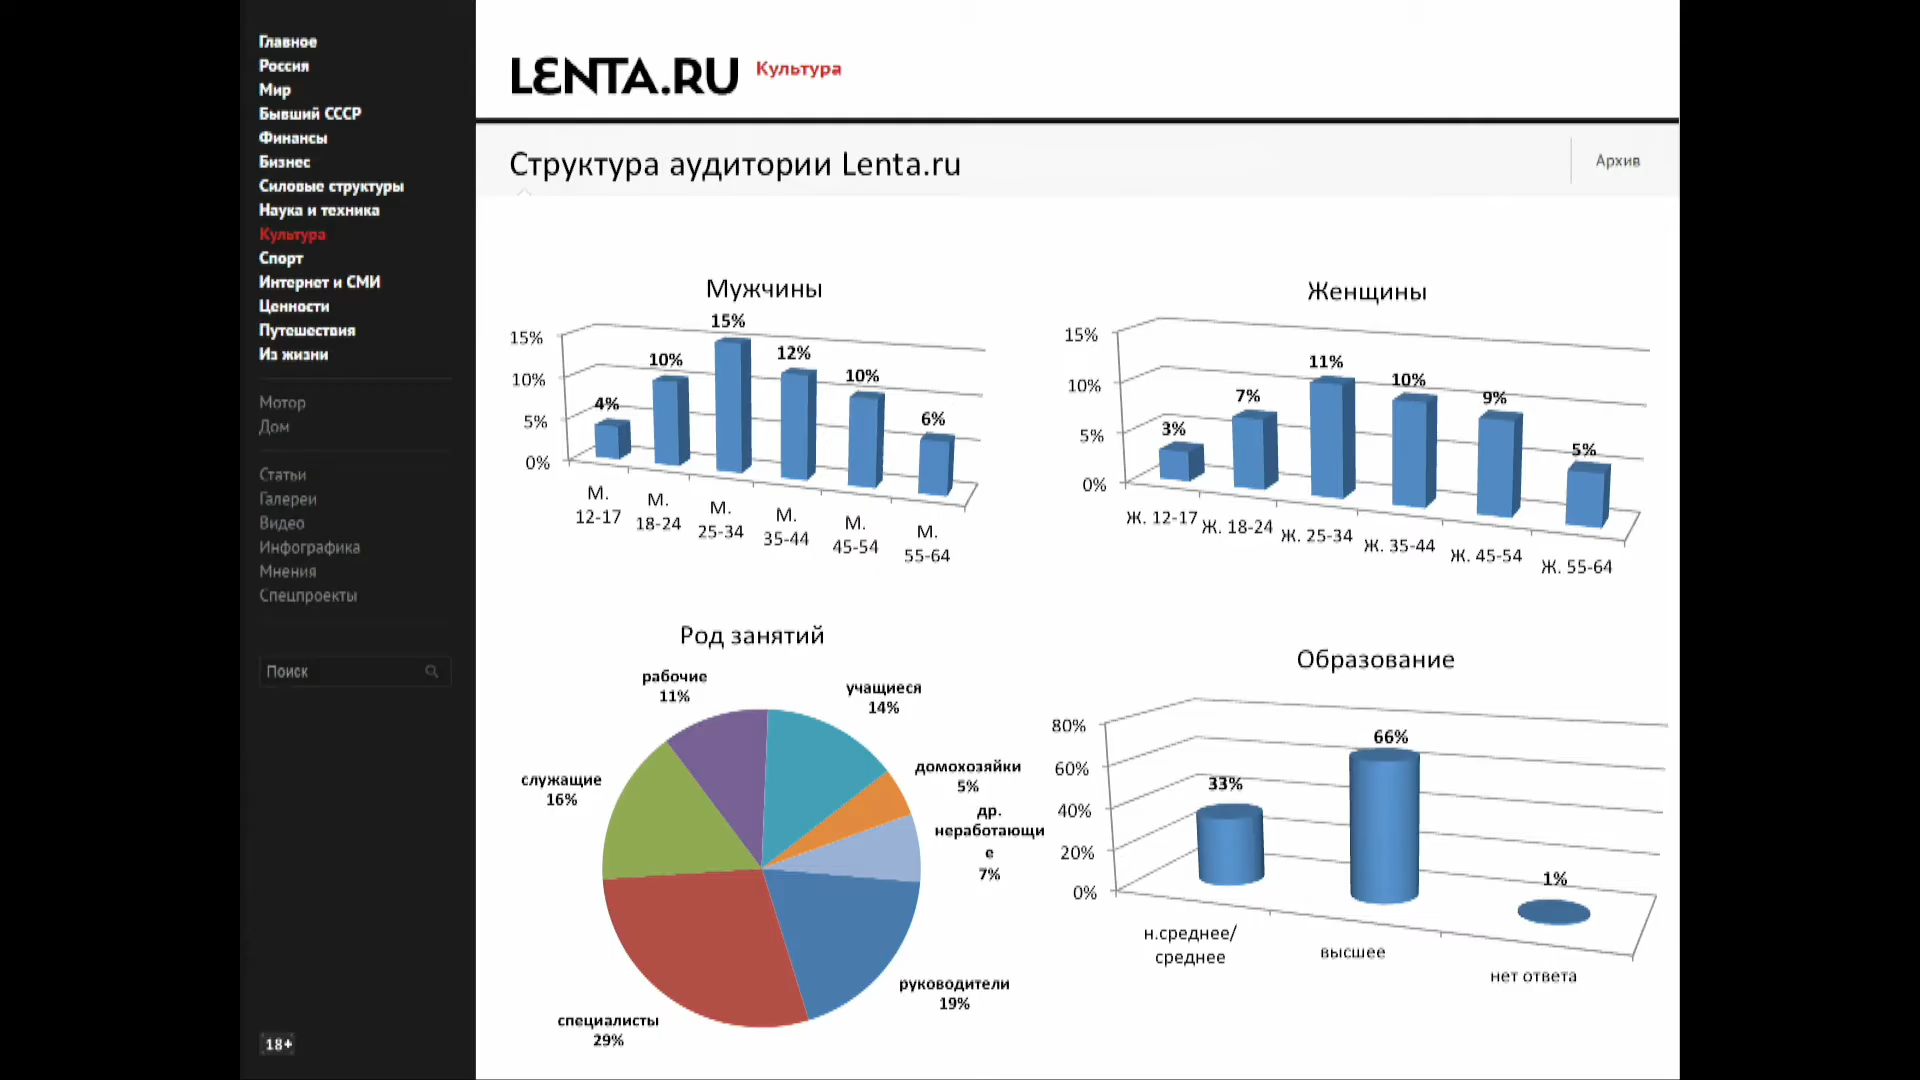 Главное
Россия
Мир
Бывший СССР
Финансы
Бизнес
Силовые структуры
Наука и техника
Культура
Спорт
Интернет и СМИ
Ценности
Путешествия
Из жизни
Мотор
Дом
Статьи
Галереи
Видео
Инфографика
Мнения
Спецпроекты
Поиск
18+
LENTA.RU Культура
Структура аудитории Lenta.ru
Архив
Мужчины
15%
10%
5%
0%
4%
10%
15%
12%
10%
6%
М.
12-17
М.
18-24
М.
25-34
М.
35-44
М.
45-54
М.
55-64
Женщины
15%
10%
5%
0%
3%
7%
11%
10%
9%
5%
Ж. 12-17
Ж. 18-24
Ж. 25-34
Ж. 35-44
Ж. 45-54
Ж. 55-64
Род занятий
рабочие
11%
учащиеся
14%
домохозяйки
5%
др.
неработающи
е
7%
руководители
19%
специалисты
29%
служащие
16%
Образование
80%
60%
40%
20%
0%
33%
66%
1%
н.среднее/
среднее
высшее
нет ответа